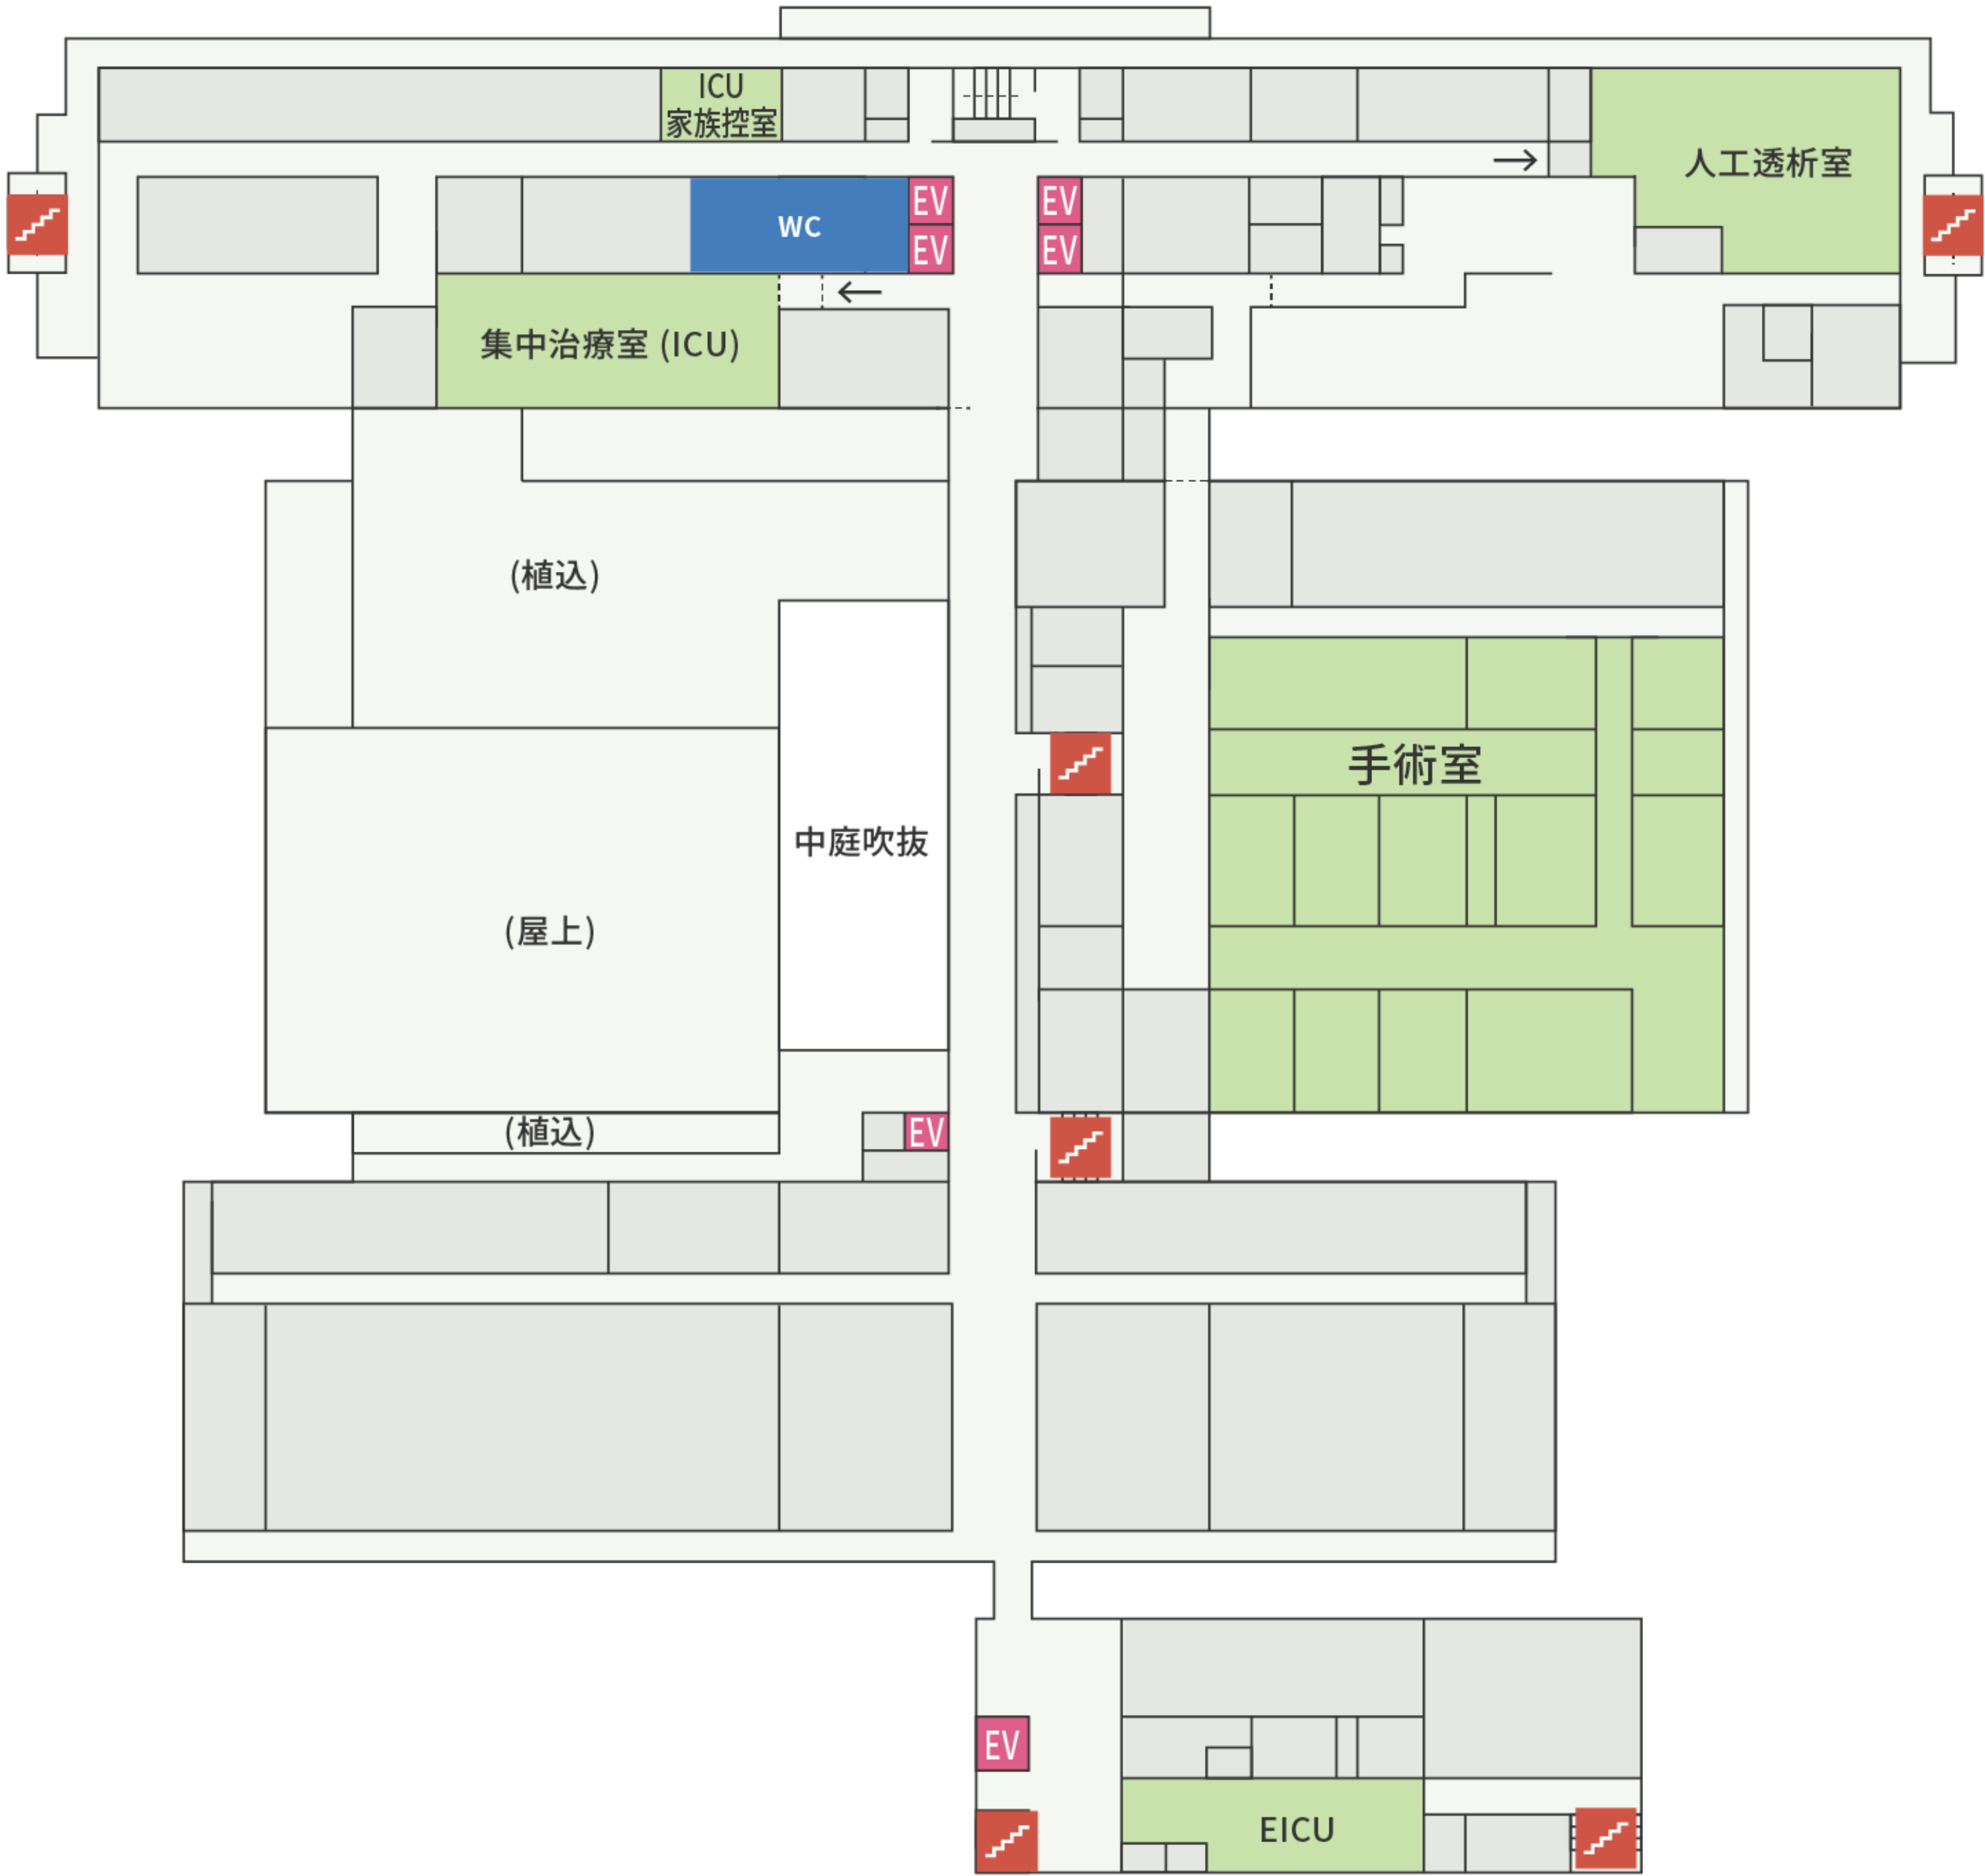 ICU
家族控室
人工透析室
EV
EV
WC
EV
EV
集中治療室 (ICU)
(植込)
手術室
中庭吹抜
(屋上)
(植込)
EV
EV
EICU